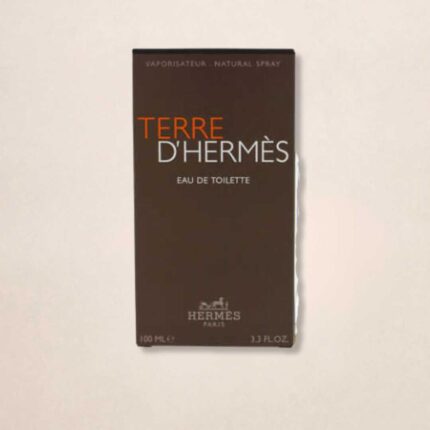 VAPORISATEUR . NATURAL SPRAY
TERRE
D'HERMÈS
EAU DE TOILETTE
HERMÈS
PARIS
100 ML ℮ 3.3 FL.OZ.